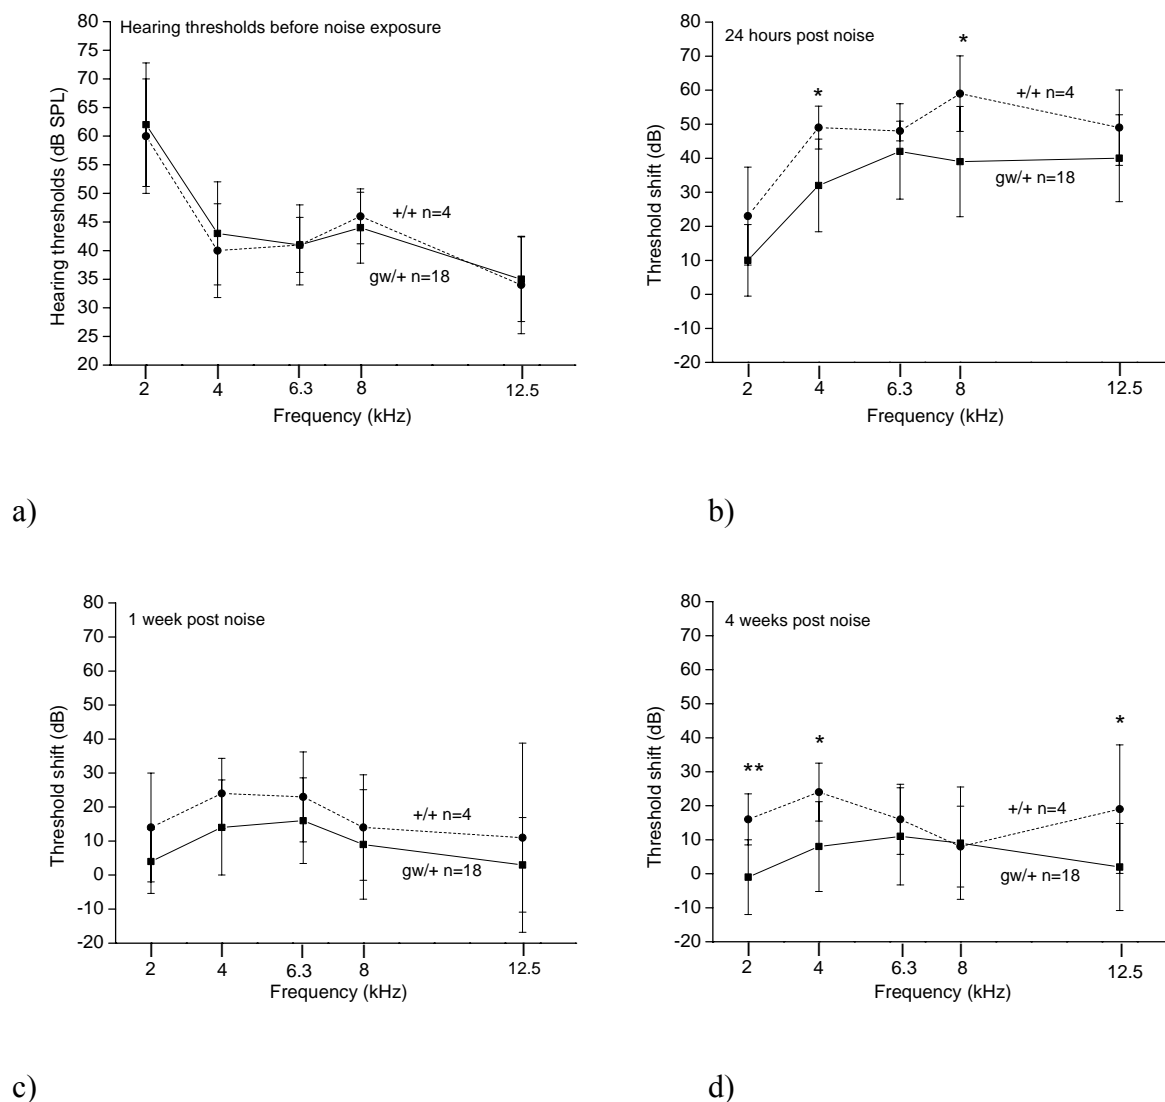 Hearing thresholds before noise exposure
Hearing thresholds (dB SPL)
80
75
70
65
60
55
50
45
40
35
30
25
20
+/+ n=4
gw/+ n=18
2
4
6.3
8
12.5
Frequency (kHz)
a)
24 hours post noise
Threshold shift (dB)
80
70
60
50
40
30
20
10
0
-10
-20
*
*
+/+ n=4
gw/+ n=18
2
4
6.3
8
12.5
Frequency (kHz)
b)
1 week post noise
Threshold shift (dB)
80
70
60
50
40
30
20
10
0
-10
-20
+/+ n=4
gw/+ n=18
2
4
6.3
8
12.5
Frequency (kHz)
c)
4 weeks post noise
Threshold shift (dB)
80
70
60
50
40
30
20
10
0
-10
-20
**
*
*
+/+ n=4
gw/+ n=18
2
4
6.3
8
12.5
Frequency (kHz)
d)